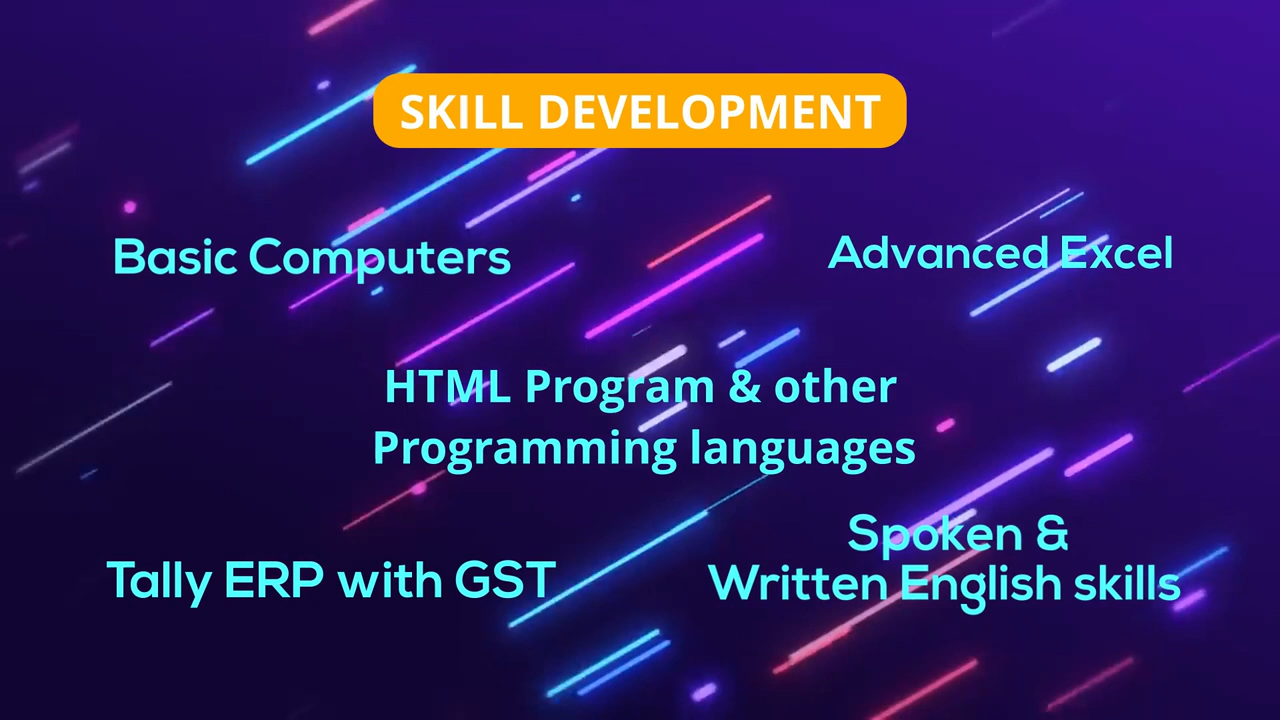 SKILL DEVELOPMENT
Basic Computers
Advanced Excel
HTML Program & other
Programming languages
Tally ERP with GST
Spoken &
Written English skills